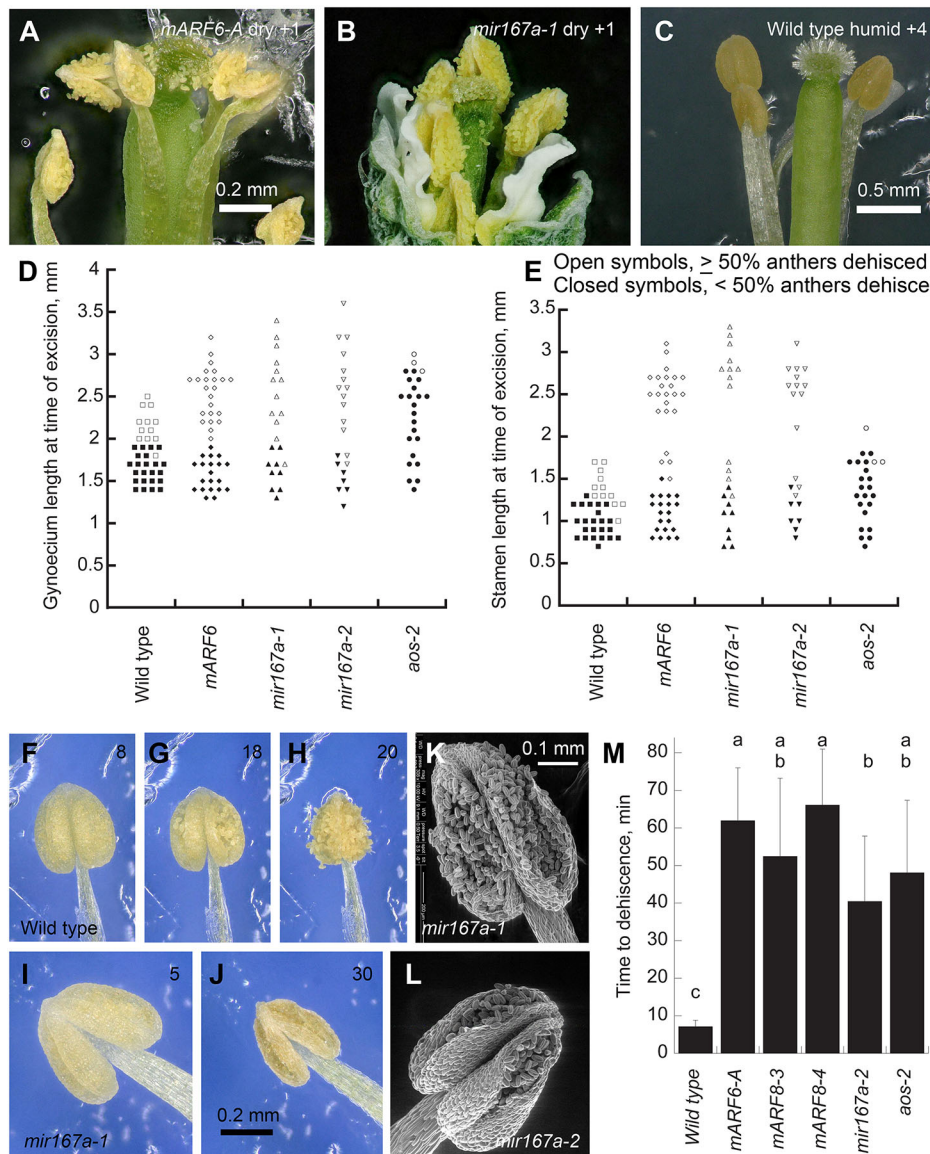 A
mARF6-A dry +1
0.2 mm
B
mir167a-1 dry +1
C
Wild type humid +4
0.5 mm
D
Gynoecium length at time of excision, mm
4
3.5
3
2.5
2
1.5
1
0.5
0
Wild type
mARF6
mir167a-1
mir167a-2
aos-2
E
Open symbols, ≥ 50% anthers dehisced
Closed symbols, < 50% anthers dehisce
Stamen length at time of excision, mm
3.5
3
2.5
2
1.5
1
0.5
0
Wild type
mARF6
mir167a-1
mir167a-2
aos-2
F
8
Wild type
G
18
H
20
K
0.1 mm
mir167a-1
I
5
mir167a-1
J
30
0.2 mm
L
mir167a-2
M
Time to dehiscence, min
80
70
60
50
40
30
20
10
0
c
a
a
b
a
b
a
b
Wild type
mARF6-A
mARF8-3
mARF8-4
mir167a-2
aos-2